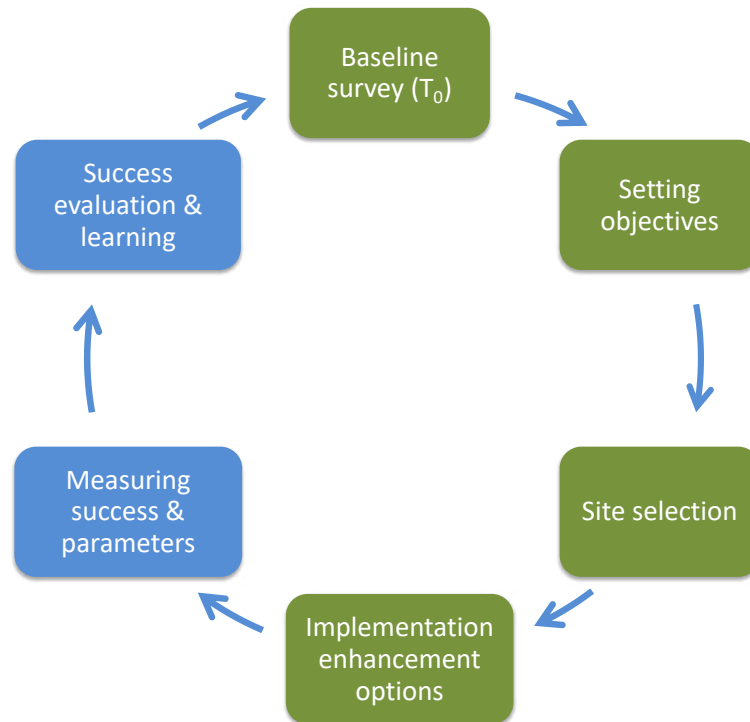 Baseline
survey (T₀)
Setting
objectives
Site selection
Implementation
enhancement
options
Measuring
success &
parameters
Success
evaluation &
learning